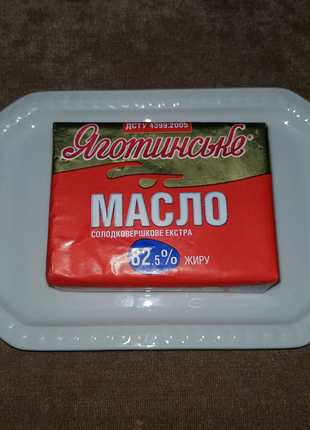 ДСТУ 4399:2005
Яготинське
МАСЛО
СОЛОДКОВЕРШКОВЕ ЕКСТРА
82,5% ЖИРУ